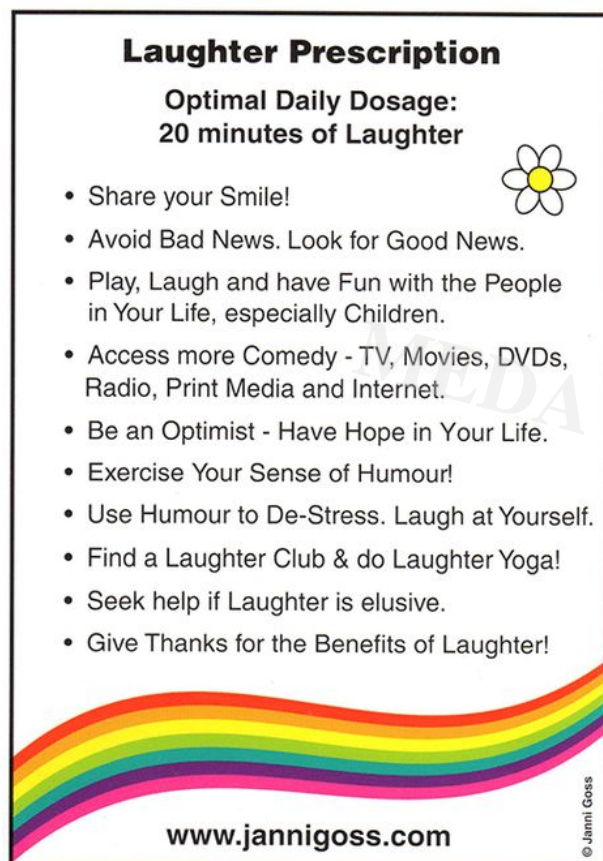 Laughter Prescription
Optimal Daily Dosage:
20 minutes of Laughter
• Share your Smile!
• Avoid Bad News. Look for Good News.
• Play, Laugh and have Fun with the People
in Your Life, especially Children.
• Access more Comedy - TV, Movies, DVDs,
Radio, Print Media and Internet.
• Be an Optimist - Have Hope in Your Life.
• Exercise Your Sense of Humour!
• Use Humour to De-Stress. Laugh at Yourself.
• Find a Laughter Club & do Laughter Yoga!
• Seek help if Laughter is elusive.
• Give Thanks for the Benefits of Laughter!
www.jannigoss.com
© Janni Goss
MEDA